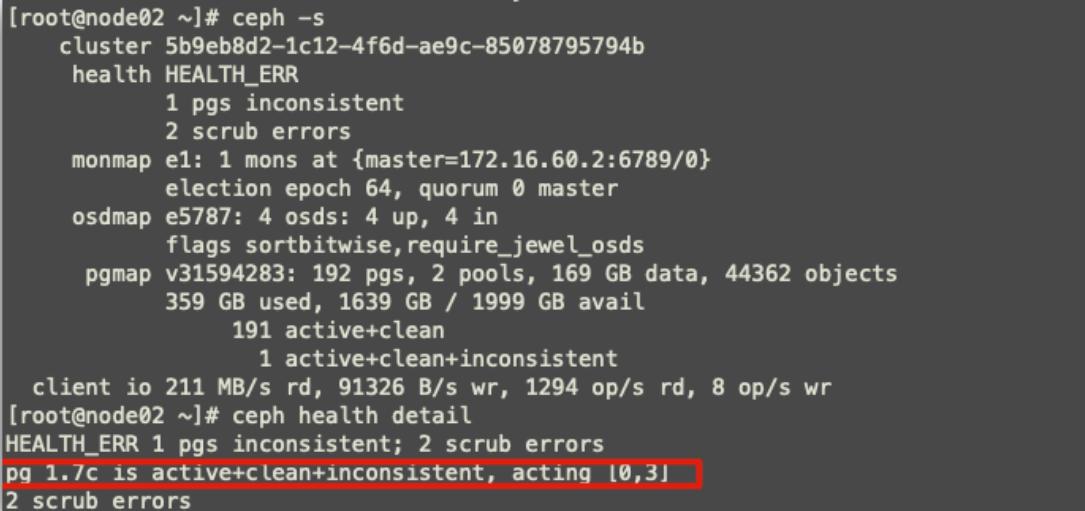 [root@node02 ~]# ceph -s
cluster 5b9eb8d2-1c12-4f6d-ae9c-85078795794b
health HEALTH_ERR
1 pgs inconsistent
2 scrub errors
monmap e1: 1 mons at {master=172.16.60.2:6789/0}
election epoch 64, quorum 0 master
osdmap e5787: 4 osds: 4 up, 4 in
flags sortbitwise,require_jewel_osds
pgmap v31594283: 192 pgs, 2 pools, 169 GB data, 44362 objects
359 GB used, 1639 GB / 1999 GB avail
191 active+clean
1 active+clean+inconsistent
client io 211 MB/s rd, 91326 B/s wr, 1294 op/s rd, 8 op/s wr
[root@node02 ~]# ceph health detail
HEALTH_ERR 1 pgs inconsistent; 2 scrub errors
pg 1.7c is active+clean+inconsistent, acting [0,3]
2 scrub errors